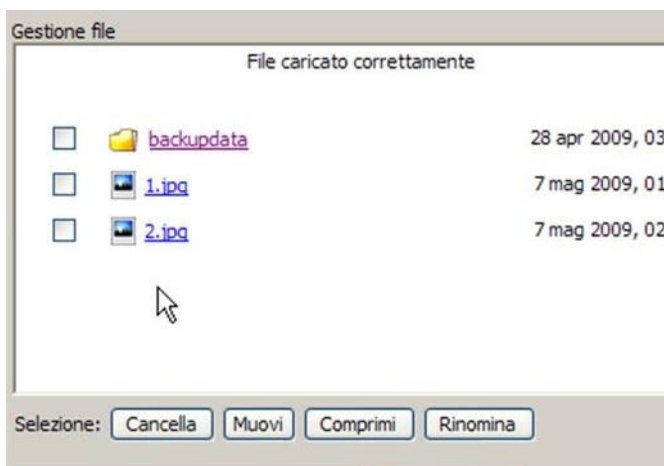 Gestione file
File caricato correttamente
backupdata 28 apr 2009, 03
1.jpg 7 mag 2009, 01
2.jpg 7 mag 2009, 02
Selezione: Cancella Muovi Comprimi Rinomina